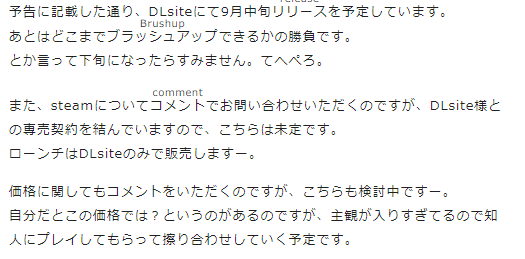 release
予告に記載した通り、DLsiteにて9月中旬リリースを予定しています。
Brushup
あとはどこまでブラッシュアップできるかの勝負です。
とか言って下旬になったらすみません。てへぺろ。
comment
また、steamについてコメントでお問い合わせいただくのですが、DLsite様と
の専売契約を結んでいますので、こちらは未定です。
ローンチはDLsiteのみで販売しますー。
価格に関してもコメントをいただくのですが、こちらも検討中ですー。
自分だとこの価格では？というのがあるのですが、主観が入りすぎてるので知
人にプレイしてもらって擦り合わせしていく予定です。